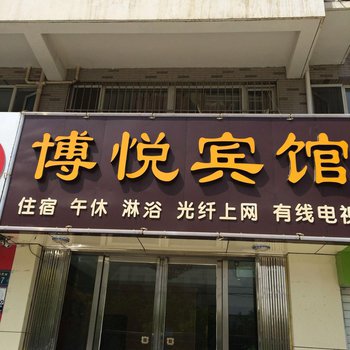 博悦宾馆
住宿 午休 淋浴 光纤上网 有线电视